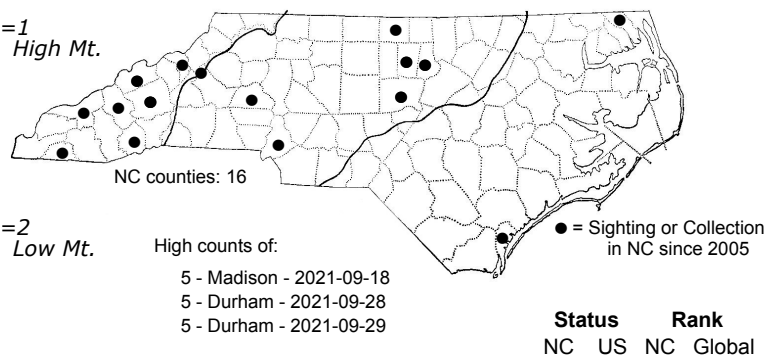 =1
High Mt.
NC counties: 16
=2
Low Mt.
High counts of:
5 - Madison - 2021-09-18
5 - Durham - 2021-09-28
5 - Durham - 2021-09-29
● = Sighting or Collection
in NC since 2005
Status Rank
NC US NC Global